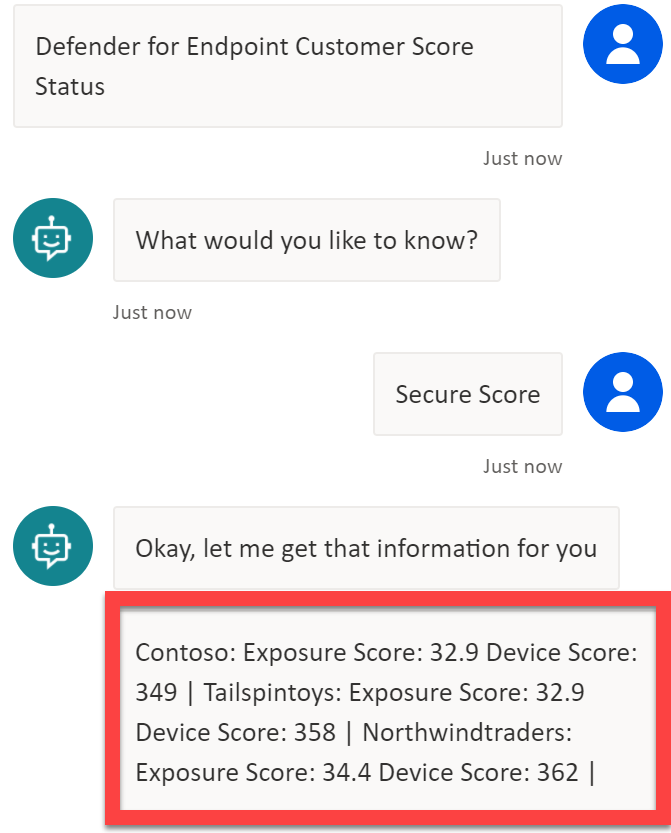 Defender for Endpoint Customer Score
Status
Just now
What would you like to know?
Just now
Secure Score
Just now
Okay, let me get that information for you
Contoso: Exposure Score: 32.9 Device Score:
349 | Tailspintoys: Exposure Score: 32.9
Device Score: 358 | Northwindtraders:
Exposure Score: 34.4 Device Score: 362 |